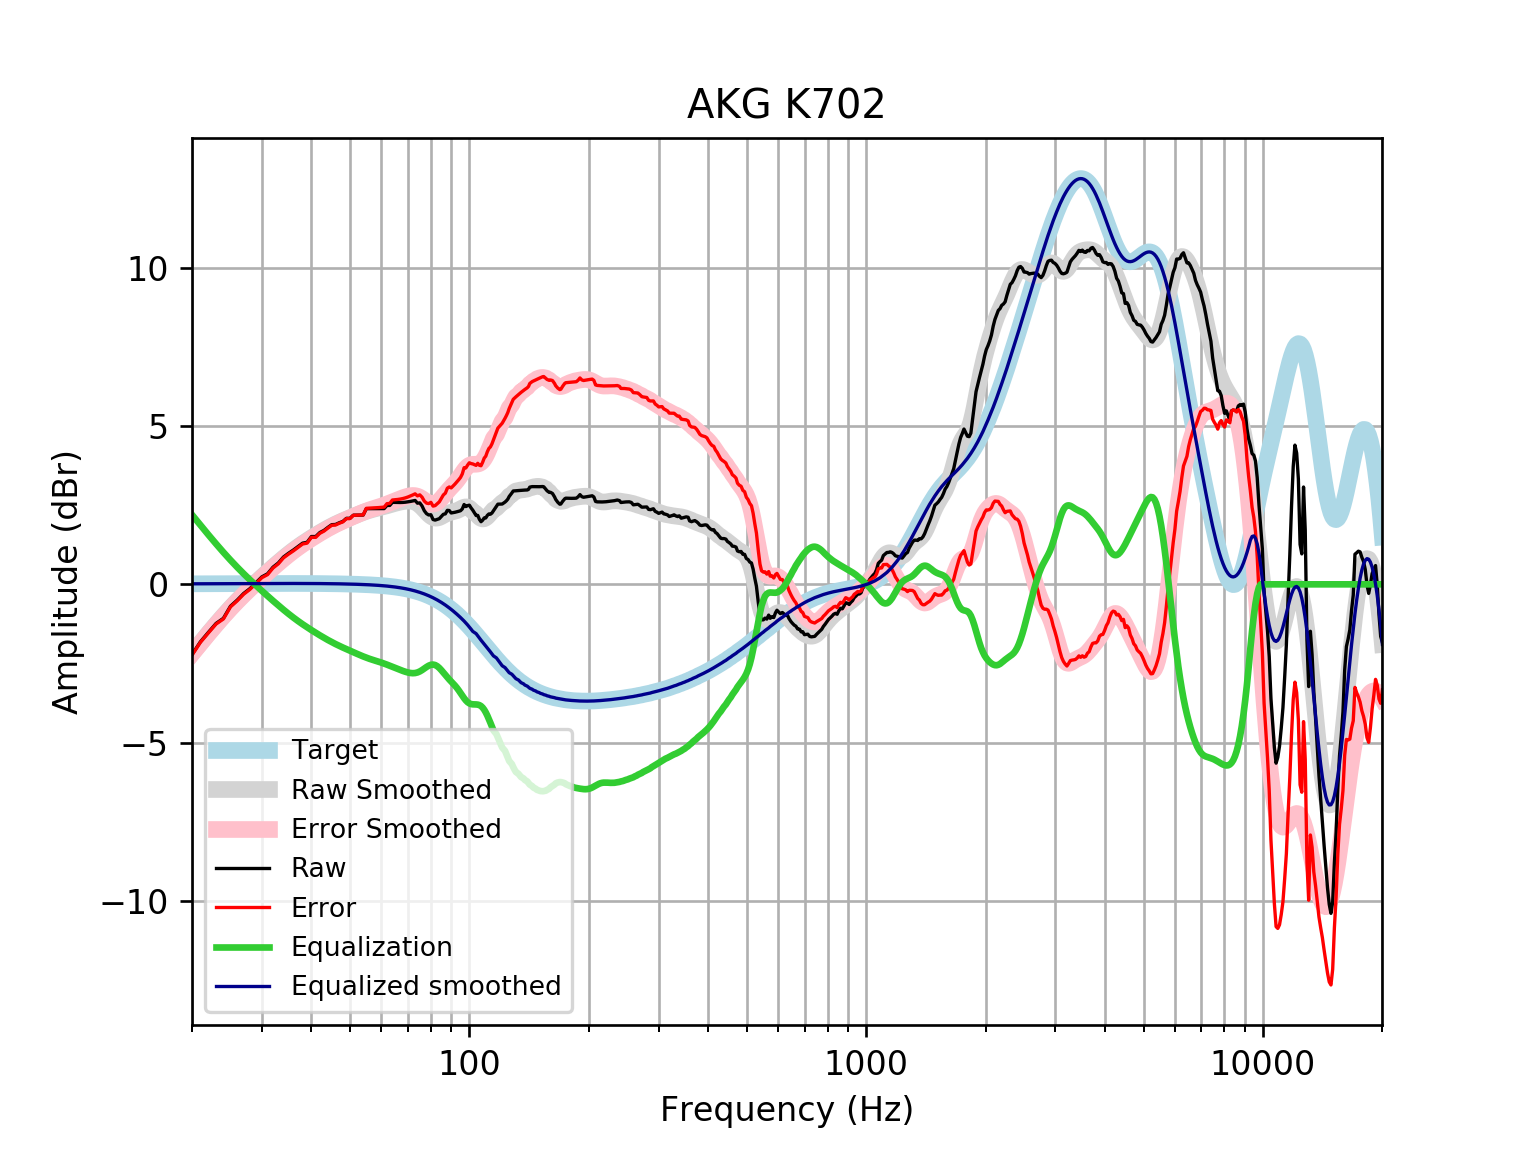 AKG K702
Amplitude (dBr)
10
5
0
−5
−10
Target
Raw Smoothed
Error Smoothed
Raw
Error
Equalization
Equalized smoothed
100
1000
10000
Frequency (Hz)